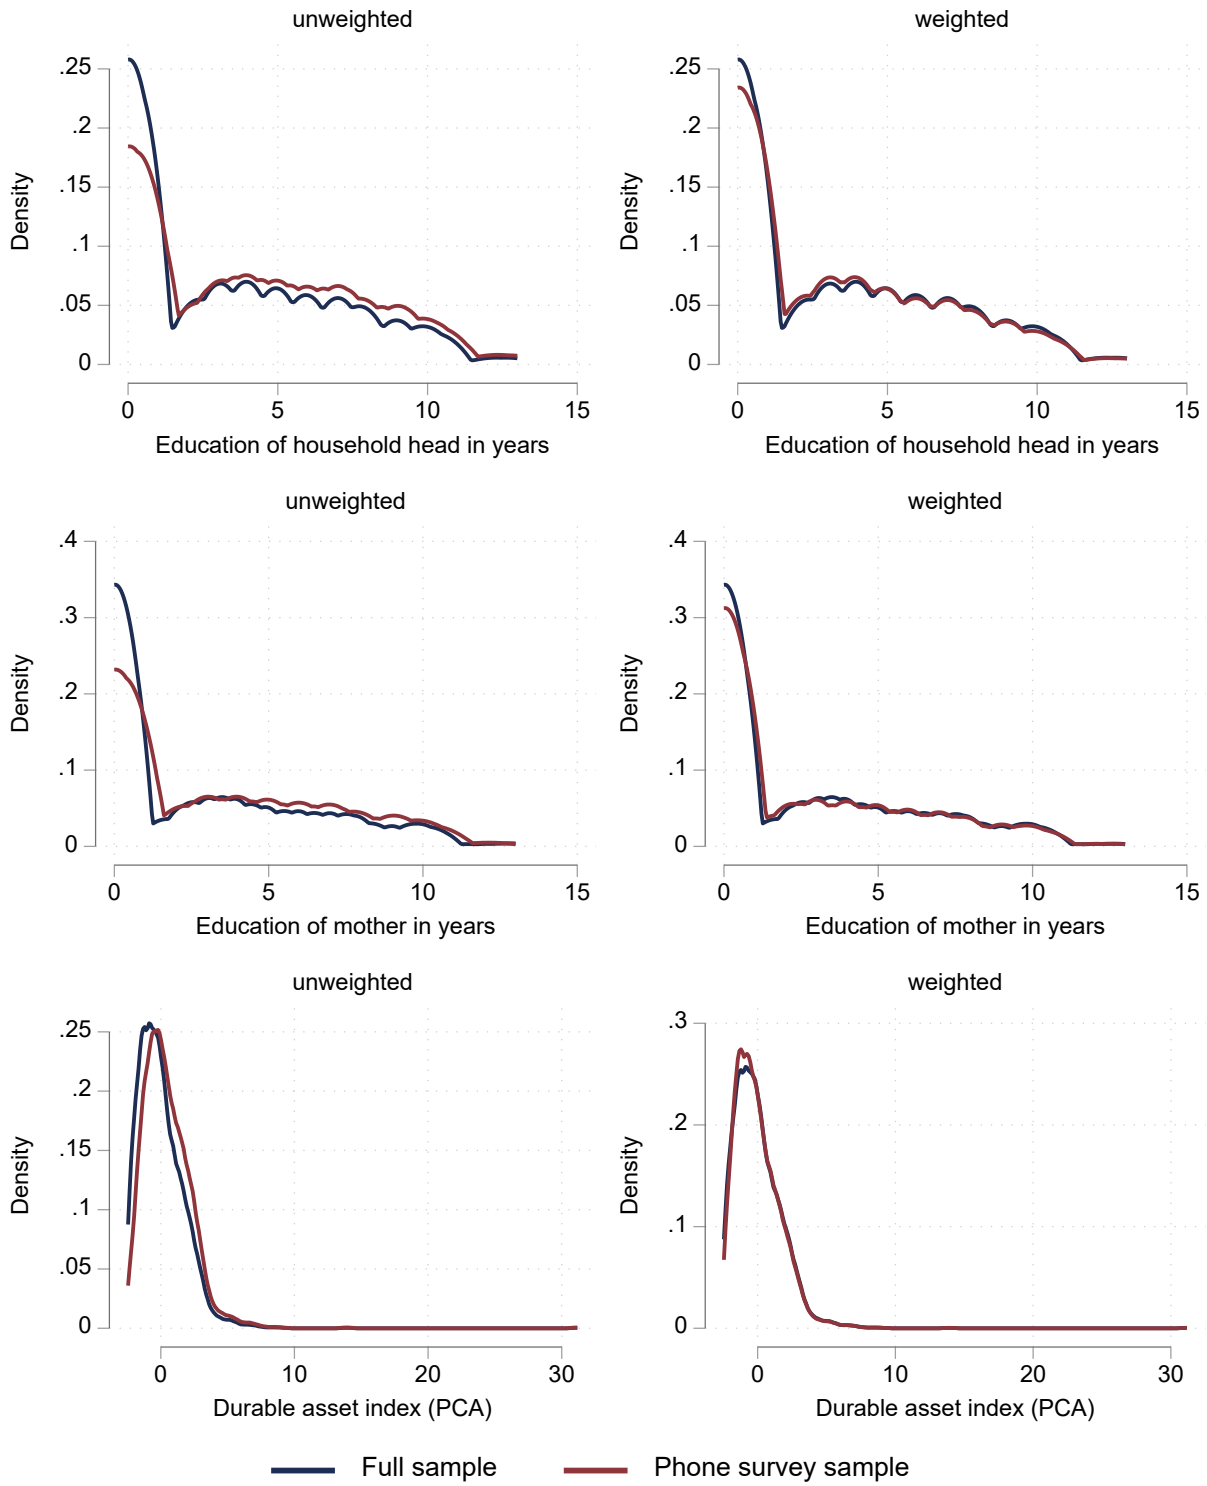 unweighted
weighted
.25
.2
.15
.1
.05
0
Density
0 5 10 15
Education of household head in years
.25
.2
.15
.1
.05
0
Density
0 5 10 15
Education of household head in years
unweighted
weighted
.4
.3
.2
.1
0
Density
0 5 10 15
Education of mother in years
.4
.3
.2
.1
0
Density
0 5 10 15
Education of mother in years
unweighted
weighted
.25
.2
.15
.1
.05
0
Density
0 10 20 30
Durable asset index (PCA)
.3
.2
.1
0
Density
0 10 20 30
Durable asset index (PCA)
Full sample
Phone survey sample